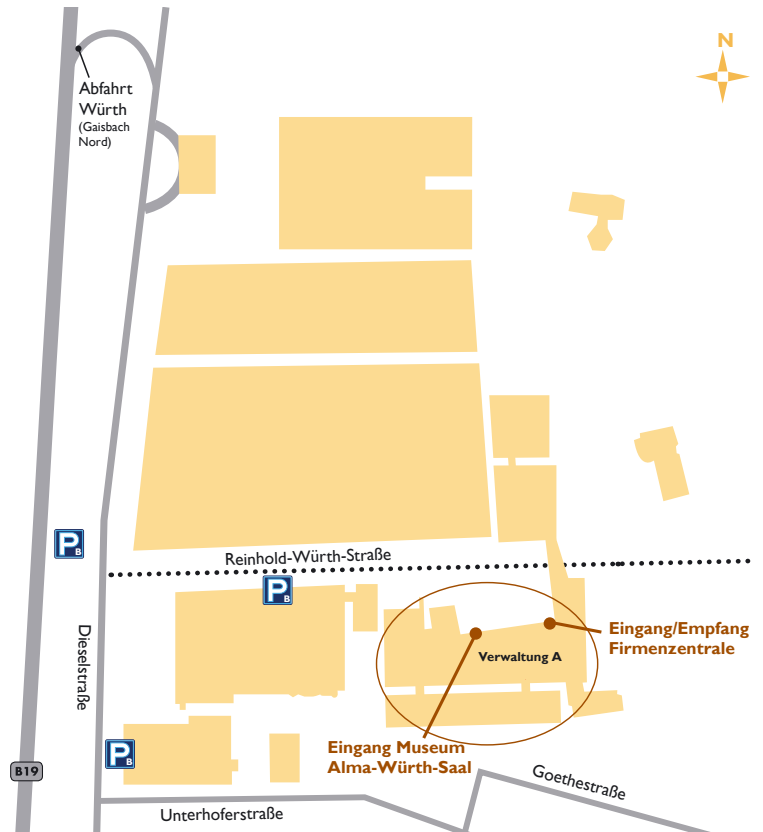 N
Abfahrt
Würth
(Gaisbach
Nord)
P
B
Reinhold-Würth-Straße
P
B
Dieselstraße
Eingang/Empfang
Firmenzentrale
Verwaltung A
P
B
Eingang Museum
Alma-Würth-Saal
B19
Goethestraße
Unterhoferstraße